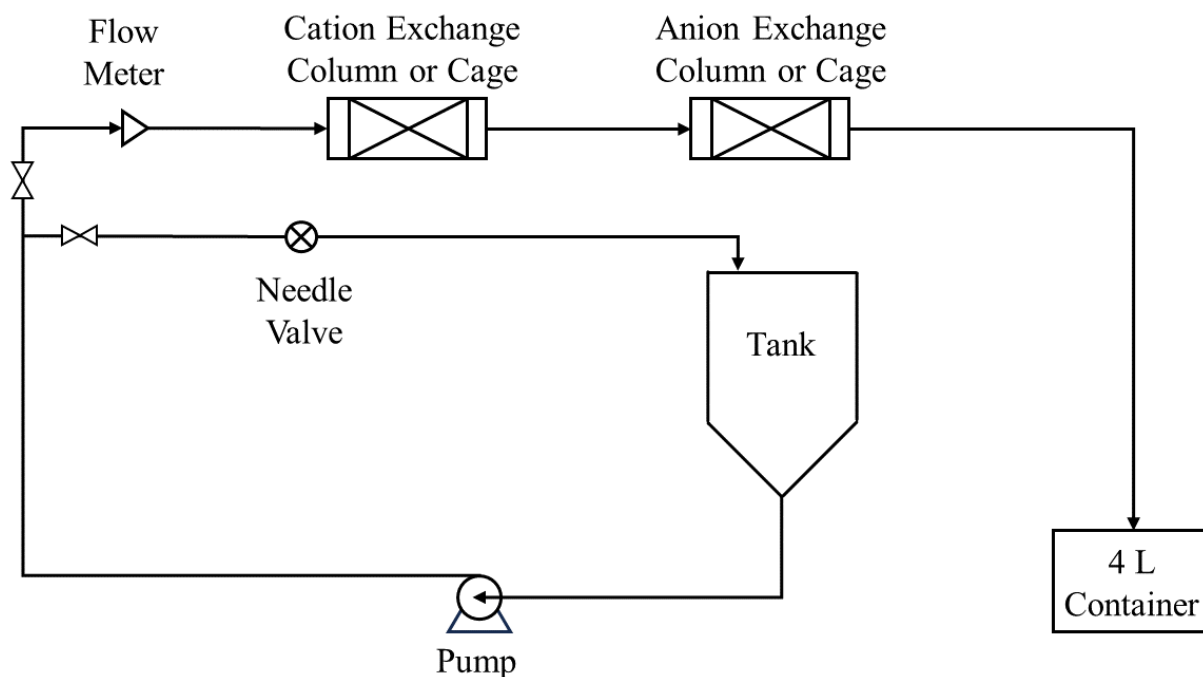 Flow
Meter
Cation Exchange
Column or Cage
Anion Exchange
Column or Cage
Needle
Valve
Tank
4 L
Container
Pump